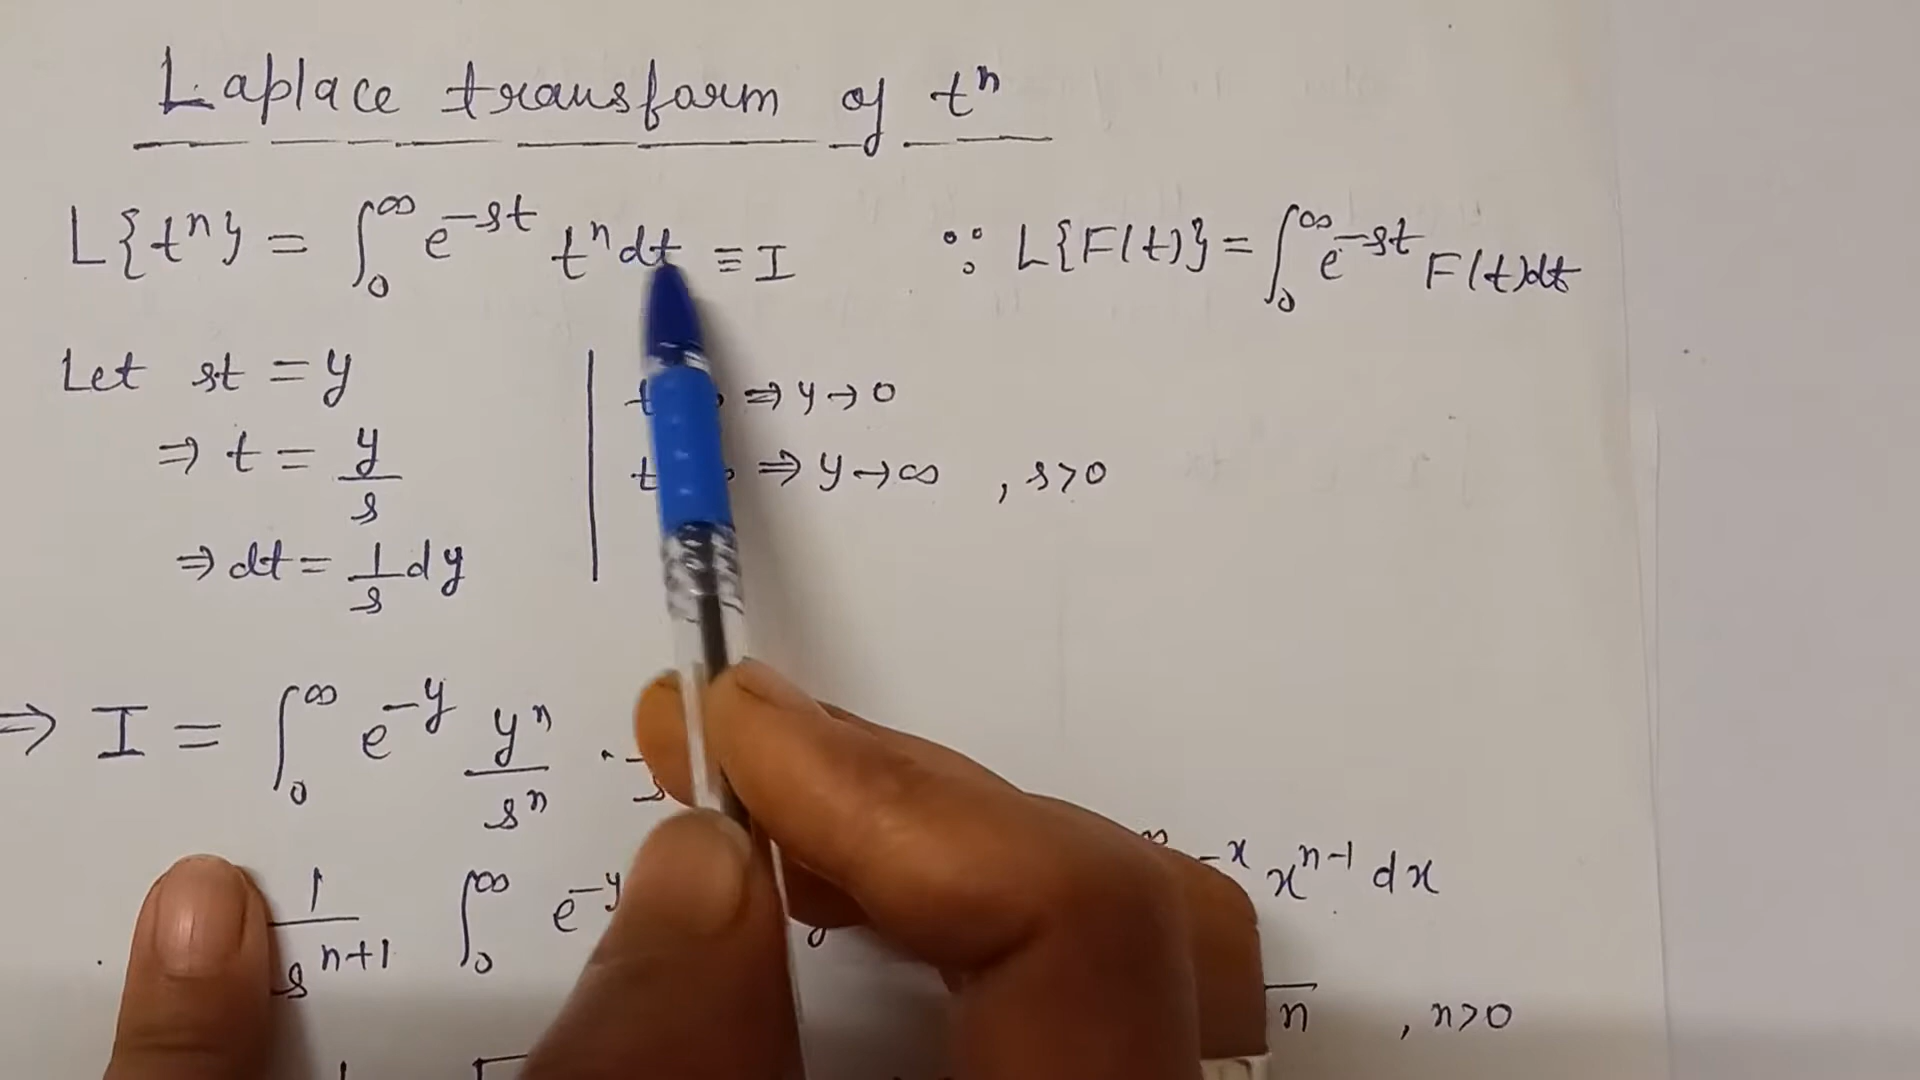 Laplace transform of tⁿ
L{tⁿ} = ∫₀^∞ e^{-st} tⁿ dt ≡ I ∵ L{F(t)} = ∫₀^∞ e^{-st} F(t)dt
Let st = y
t ⇒ y→0
⇒ t = y/s
t ⇒ y→∞ , s>0
⇒ dt = 1/s dy
⇒ I = ∫₀^∞ e^{-y} yⁿ/sⁿ ·
1/s^{n+1} ∫₀^∞ e^{-y}
∞ -x x^{n-1} dx
n , n>0